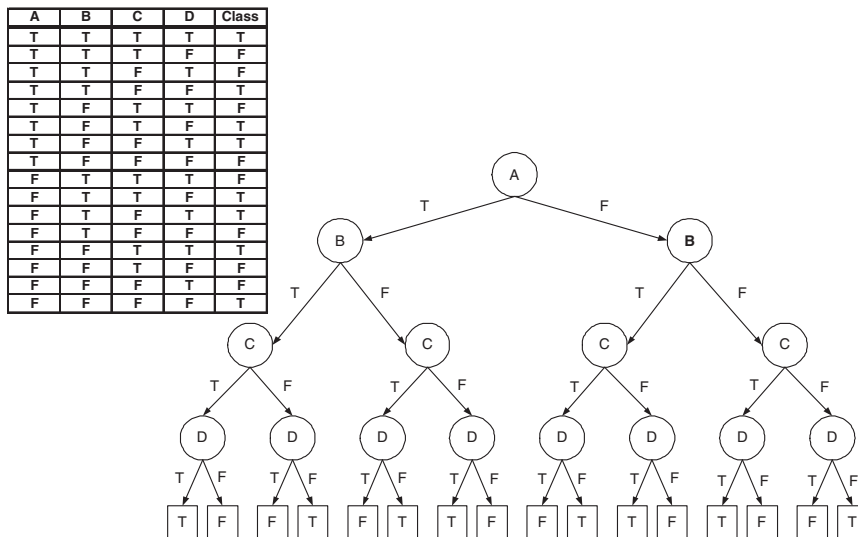 A B C D Class
T T T T T
T T T F F
T T F T F
T T F F T
T F T T F
T F T F T
T F F T T
T F F F F
F T T T F
F T T F T
F T F T T
F T F F F
F F T T T
F F T F F
F F F T F
F F F F T
A
T F
B B
T F T F
C C C C
T F T F T F T F
D D D D D D D D
T F T F T F T F T F T F T F T F
T F F T F T T F F T T F T F F T